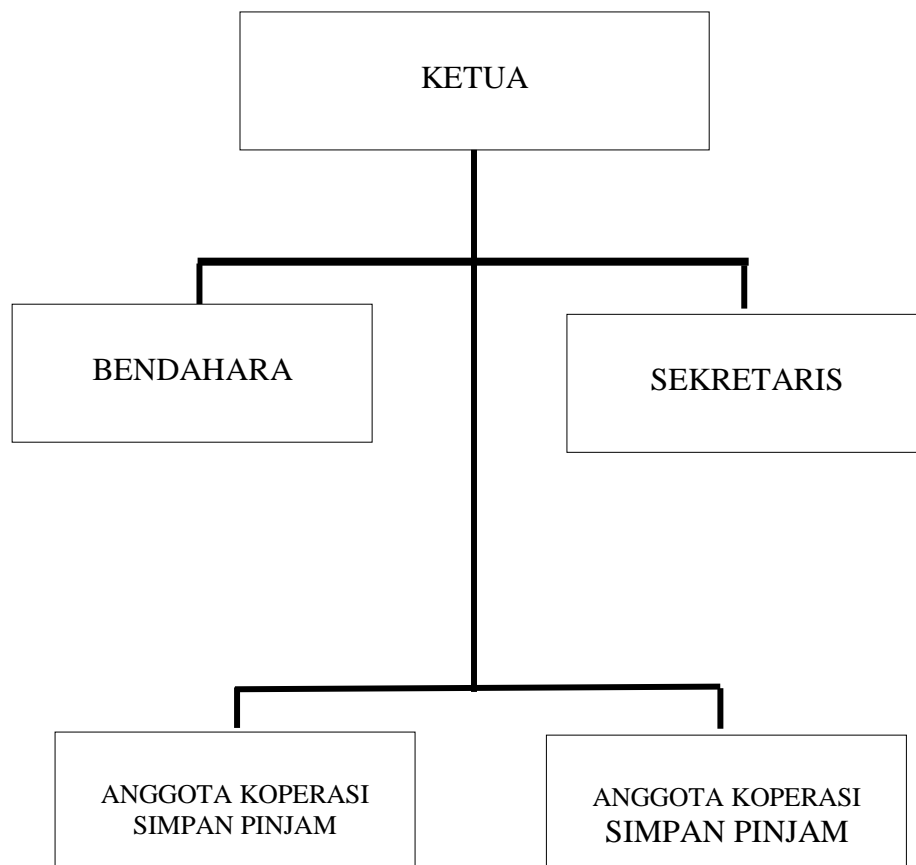 KETUA
BENDAHARA
SEKRETARIS
ANGGOTA KOPERASI
SIMPAN PINJAM
ANGGOTA KOPERASI
SIMPAN PINJAM